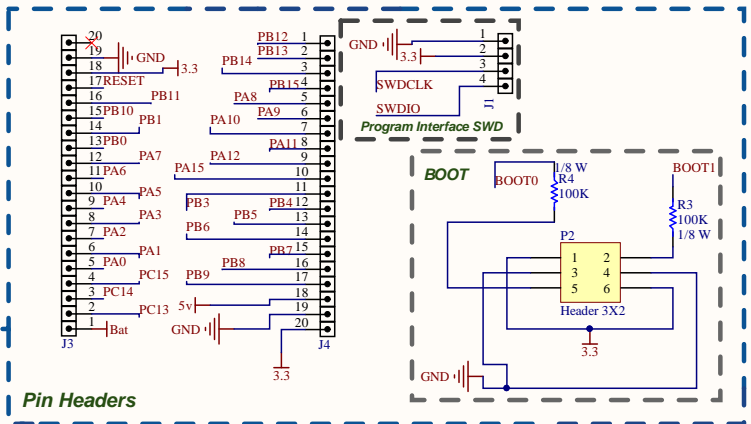 20
19
GND
18
3.3
17
RESET
16
PB11
15
PB10
14
PB1
13
PB0
12
PA7
11
PA6
10
PA5
9
PA4
8
PA3
7
PA2
6
PA1
5
PA0
4
PC15
3
PC14
2
PC13
1
Bat
J3
PB12
1
PB13
2
PB14
3
PB15
4
PA8
5
PA9
6
PA10
7
PA11
8
PA12
9
PA15
10
11
PB3
PB4
12
PB5
13
PB6
14
PB7
15
PB8
16
PB9
17
5v
18
GND
19
20
3.3
J4
GND
1
3.3
2
3
SWDCLK
4
SWDIO
J1
Program Interface SWD
BOOT
BOOT0
1/8 W
R4
100K
BOOT1
R3
100K
1/8 W
P2
1 2
3 4
5 6
Header 3X2
3.3
GND
Pin Headers